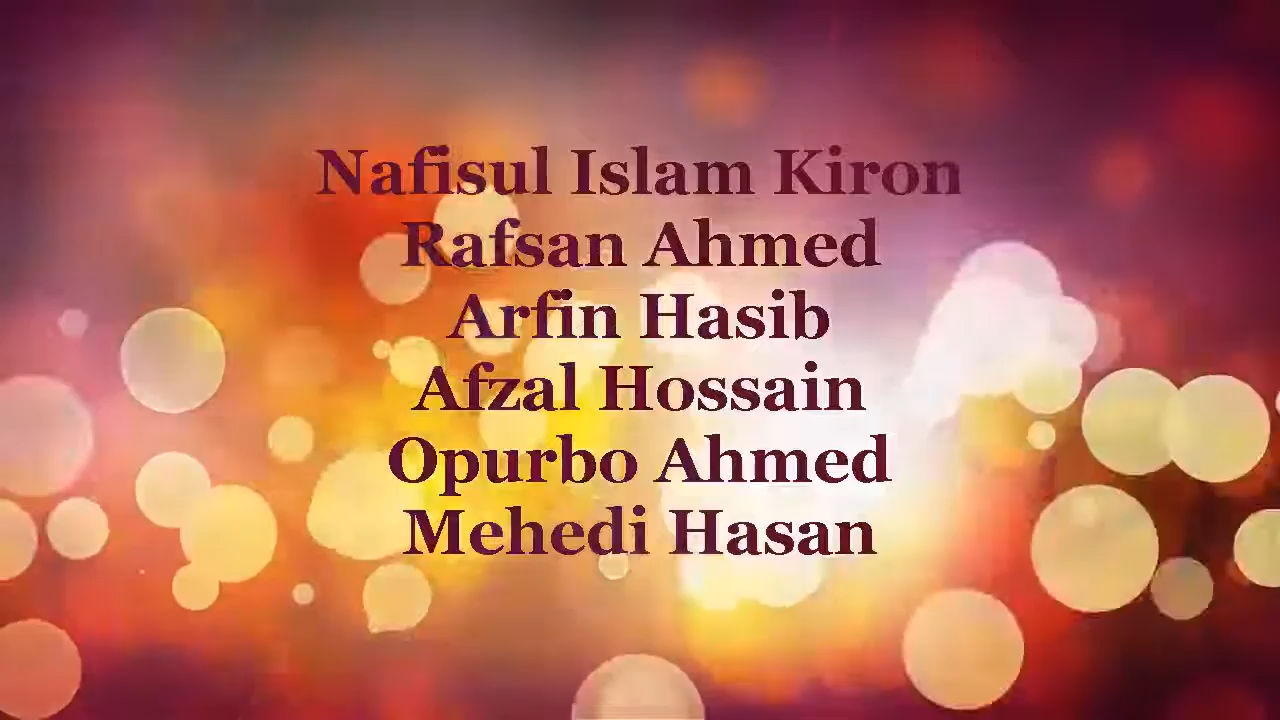 Nafisul Islam Kiron
Rafsan Ahmed
Arfin Hasib
Afzal Hossain
Opurbo Ahmed
Mehedi Hasan